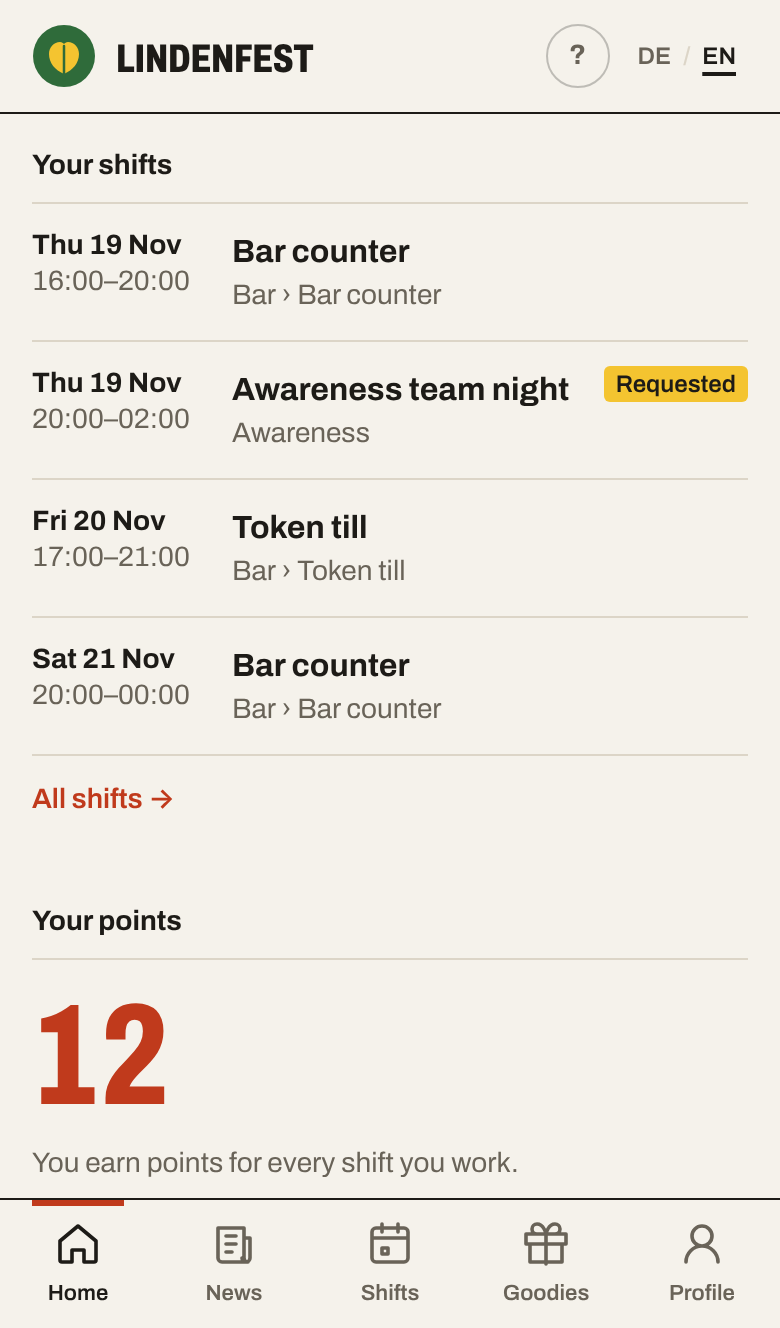 LINDENFEST
?
DE / EN
Your shifts
Thu 19 Nov
16:00–20:00
Bar counter
Bar › Bar counter
Thu 19 Nov
20:00–02:00
Awareness team night
Requested
Awareness
Fri 20 Nov
17:00–21:00
Token till
Bar › Token till
Sat 21 Nov
20:00–00:00
Bar counter
Bar › Bar counter
All shifts →
Your points
12
You earn points for every shift you work.
Home
News
Shifts
Goodies
Profile